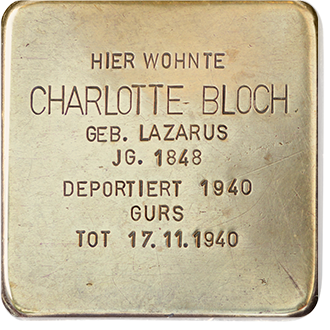 HIER WOHNTE
CHARLOTTE BLOCH
GEB. LAZARUS
JG. 1848
DEPORTIERT 1940
GURS
TOT 17.11.1940